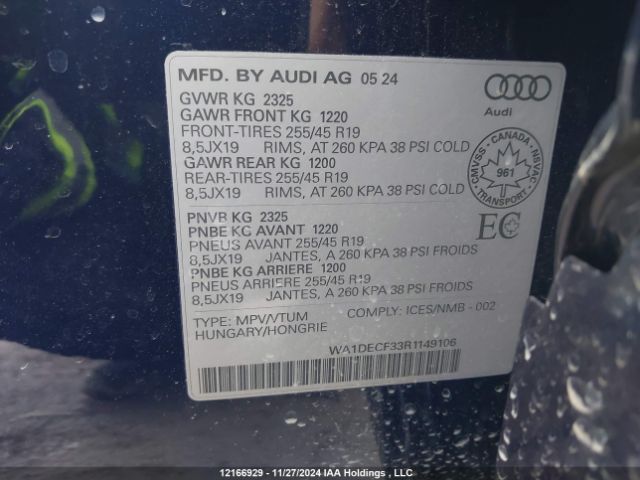 MFD. BY AUDI AG 05 24
Audi
GVWR KG 2325
GAWR FRONT KG 1220
FRONT-TIRES 255/45 R19
8,5JX19 RIMS, AT 260 KPA 38 PSI COLD
GAWR REAR KG 1200
REAR-TIRES 255/45 R19
8,5JX19 RIMS, AT 260 KPA 38 PSI COLD
CMVSS - CANADA - NSVAC
961
TRANSPORT
PNVB KG 2325
PNBE KG AVANT 1220
PNEUS AVANT 255/45 R19
8,5JX19 JANTES, A 260 KPA 38 PSI FROIDS
PNBE KG ARRIERE 1200
PNEUS ARRIERE 255/45 R19
8,5JX19 JANTES, A 260 KPA 38 PSI FROIDS
EC
TYPE: MPV/VTUM COMPLY: ICES/NMB - 002
HUNGARY/HONGRIE
WA1DECF33R1149106
12166929 - 11/27/2024 IAA Holdings , LLC